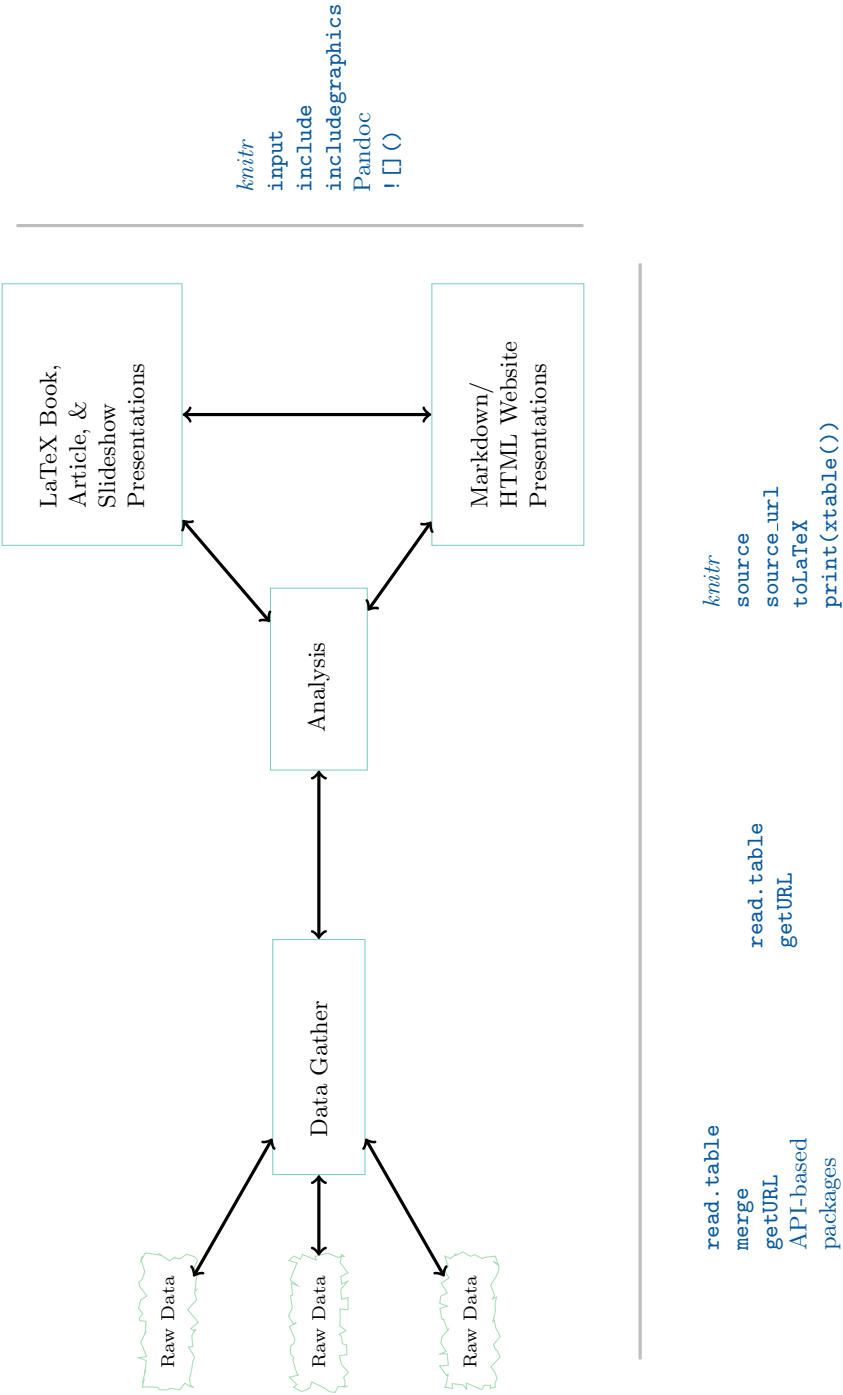 Raw Data
Raw Data
Raw Data
Data Gather
Analysis
LaTeX Book,
Article, &
Slideshow
Presentations
Markdown/
HTML Website
Presentations
knitr
input
include
includegraphics
Pandoc
![]()
read.table
merge
getURL
API-based
packages
read.table
getURL
knitr
source
source_url
toLaTeX
print(xtable())